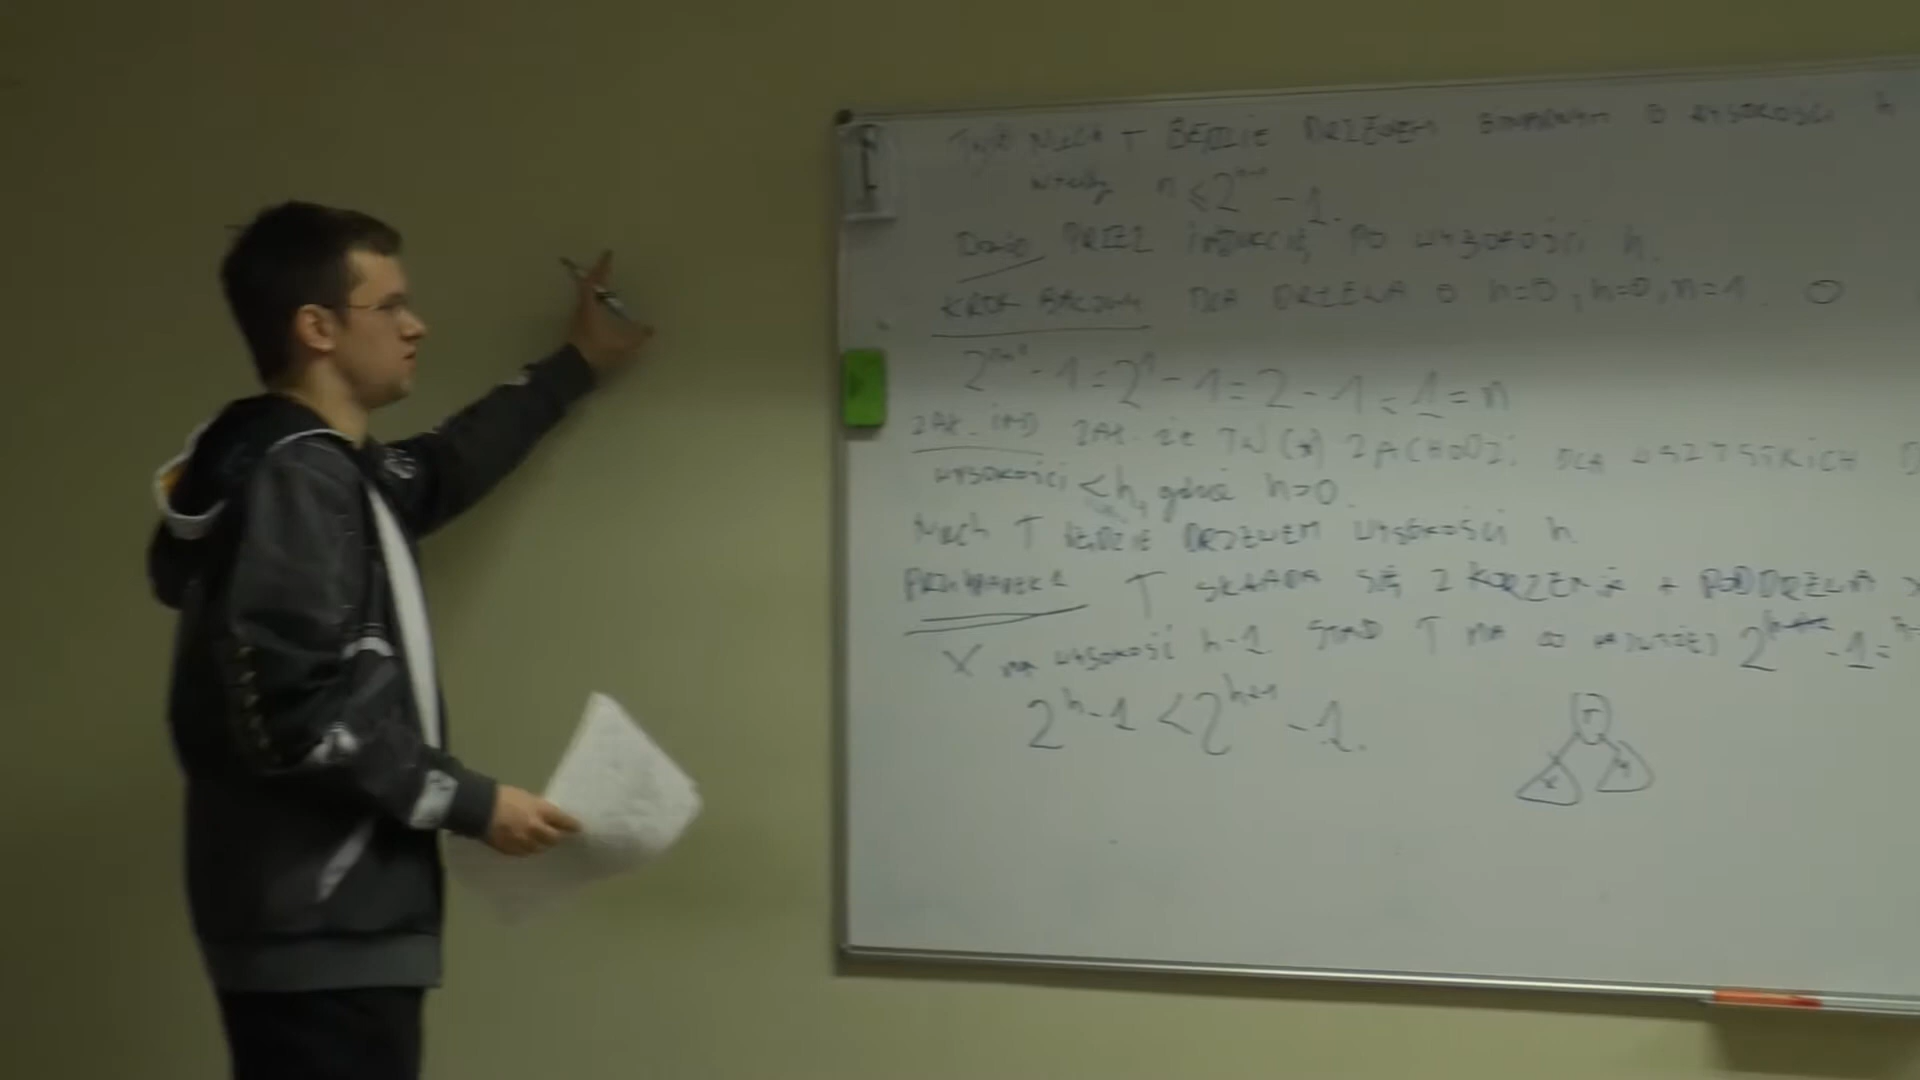 Niech T BĘDZIE DRZEWEM BINARNYM O WYSOKOŚCI h
wtedy n ≤ 2^{h+1} - 1.
Dowód PRZEZ INDUKCJĘ PO WYSOKOŚCI h.
KROK BAZOWY DLA DRZEWA O h=0, n=1. O
2^{0+1} - 1 = 2^1 - 1 = 2 - 1 = 1 = n
ZAŁ. IND ZAŁ. że TW (*) ZACHODZI DLA WSZYSTKICH
WYSOKOŚCI < h, gdzie h>0.
Niech T BĘDZIE DRZEWEM WYSOKOŚCI h
PRZYPADEK 1 T SKŁADA SIĘ Z KORZENIA + PODDRZEWA X
X MA WYSOKOŚĆ h-1. STĄD T MA CO NAJWYŻEJ 2 - 1 =
2^h - 1 < 2^{h+1} - 1.
T
X Y